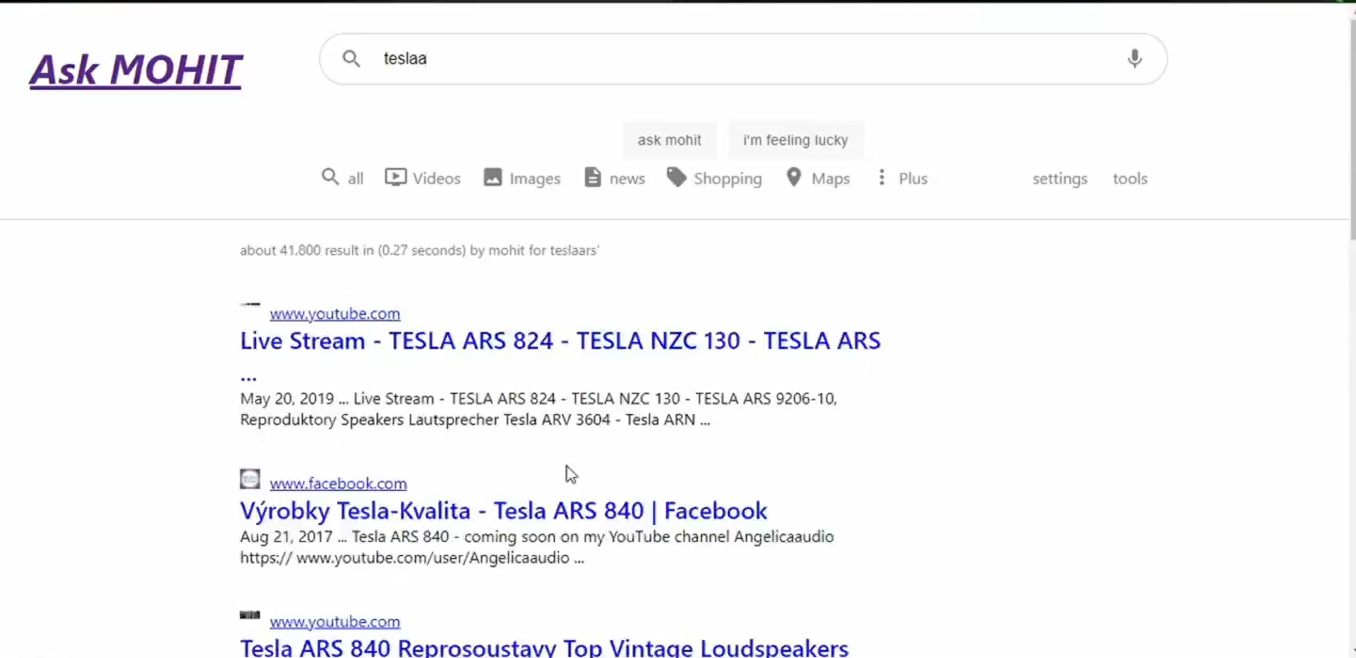 Ask MOHIT
teslaa
ask mohit
i'm feeling lucky
all
Videos
Images
news
Shopping
Maps
Plus
settings
tools
about 41,800 result in (0.27 seconds) by mohit for teslaars'
www.youtube.com
Live Stream - TESLA ARS 824 - TESLA NZC 130 - TESLA ARS
...
May 20, 2019 ... Live Stream - TESLA ARS 824 - TESLA NZC 130 - TESLA ARS 9206-10,
Reproduktory Speakers Lautsprecher Tesla ARV 3604 - Tesla ARN ...
www.facebook.com
Výrobky Tesla-Kvalita - Tesla ARS 840 | Facebook
Aug 21, 2017 ... Tesla ARS 840 - coming soon on my YouTube channel Angelicaaudio
https:// www.youtube.com/user/Angelicaaudio ...
www.youtube.com
Tesla ARS 840 Reprosoustavy Top Vintage Loudspeakers